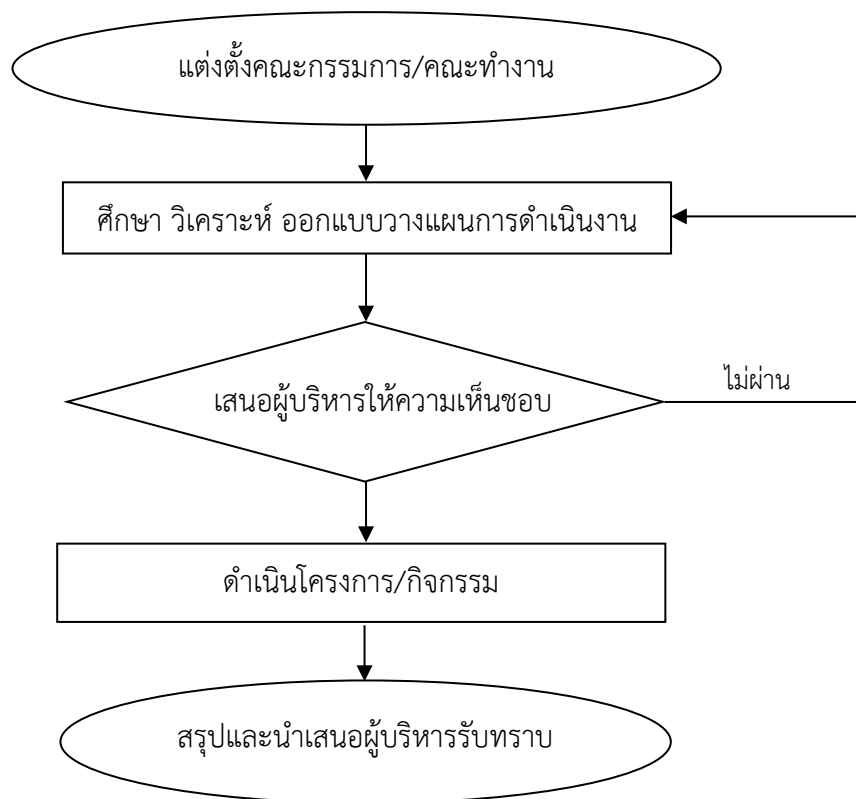 แต่งตั้งคณะกรรมการ/คณะทำงาน
ศึกษา วิเคราะห์ ออกแบบวางแผนการดำเนินงาน
เสนอผู้บริหารให้ความเห็นชอบ
ไม่ผ่าน
ดำเนินโครงการ/กิจกรรม
สรุปและนำเสนอผู้บริหารรับทราบ